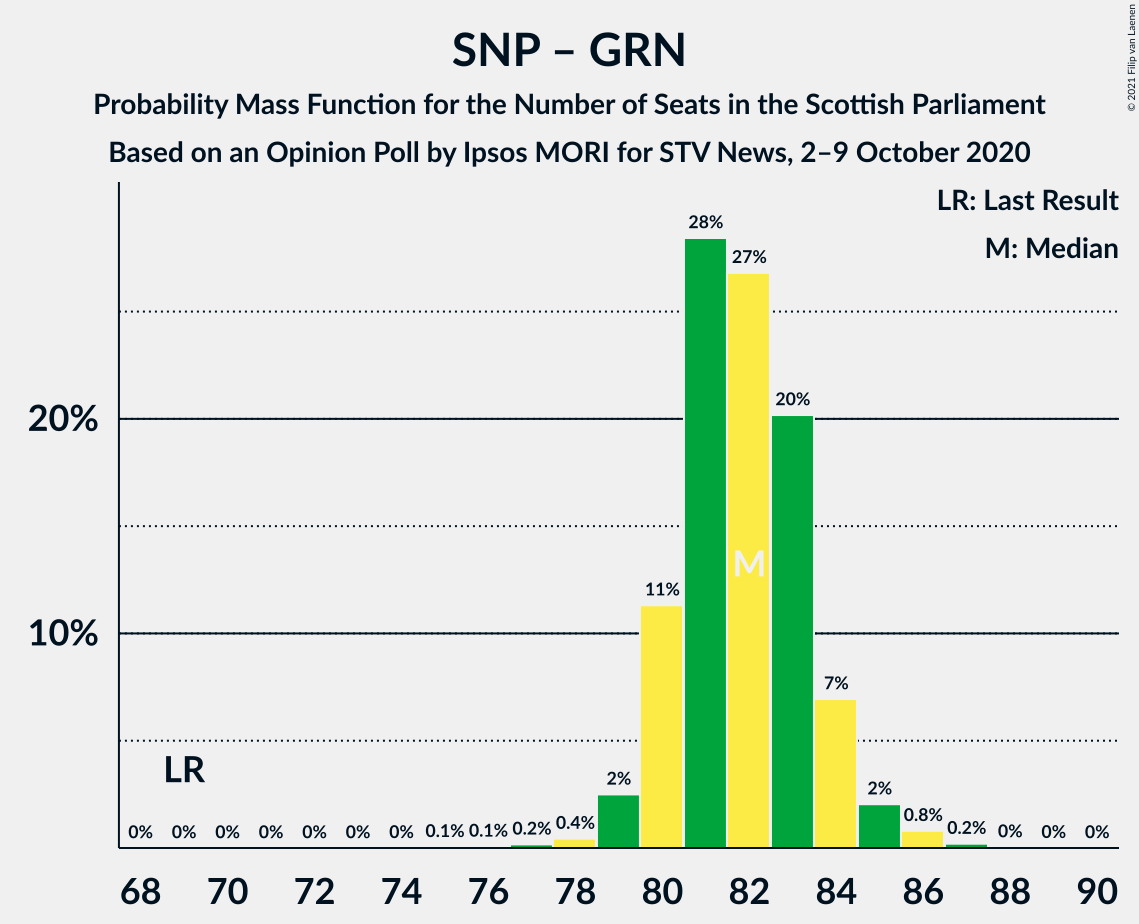 SNP – GRN
Probability Mass Function for the Number of Seats in the Scottish Parliament
Based on an Opinion Poll by Ipsos MORI for STV News, 2–9 October 2020
© 2021 Filip van Laenen
LR: Last Result
M: Median
28%
27%
20%
20%
11%
M
10%
7%
LR
2%
2%
0% 0% 0% 0% 0% 0% 0% 0.1% 0.1% 0.2% 0.4% 0.8% 0.2% 0% 0% 0%
68 70 72 74 76 78 80 82 84 86 88 90